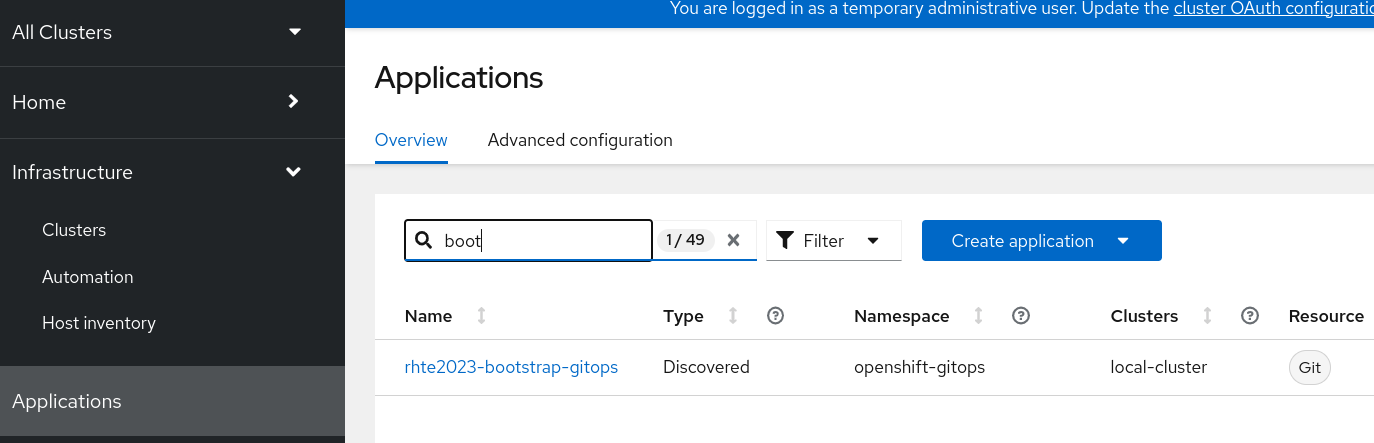 You are logged in as a temporary administrative user. Update the cluster OAuth
All Clusters
Home
Infrastructure
Clusters
Automation
Host inventory
Applications
Applications
Overview
Advanced configuration
boot
1 / 49
Filter
Create application
Name
Type
Namespace
Clusters
Resource
rhte2023-bootstrap-gitops
Discovered
openshift-gitops
local-cluster
Git